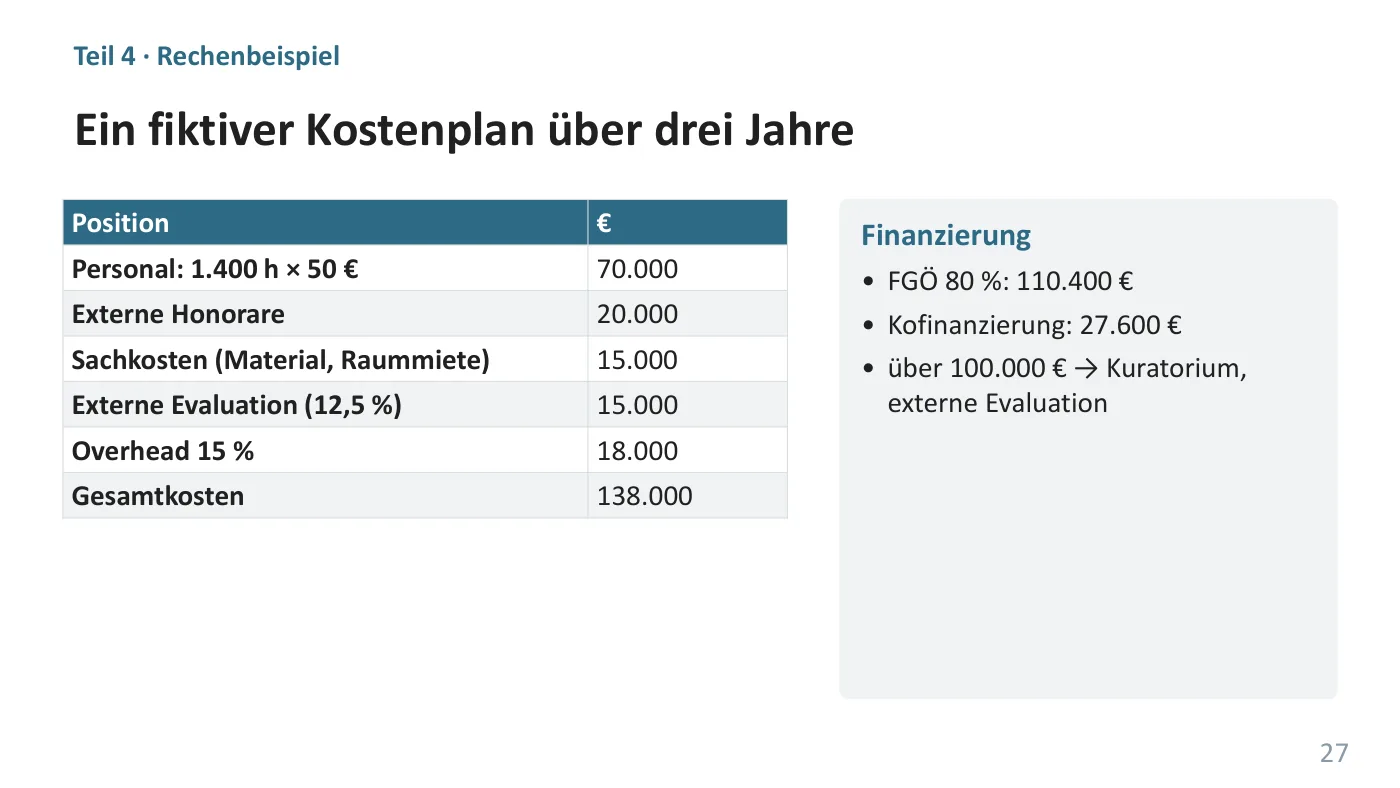 Teil 4 · Rechenbeispiel
Ein fiktiver Kostenplan über drei Jahre
Position €
Personal: 1.400 h × 50 € 70.000
Externe Honorare 20.000
Sachkosten (Material, Raummiete) 15.000
Externe Evaluation (12,5 %) 15.000
Overhead 15 % 18.000
Gesamtkosten 138.000
Finanzierung
• FGÖ 80 %: 110.400 €
• Kofinanzierung: 27.600 €
• über 100.000 € → Kuratorium,
externe Evaluation
27